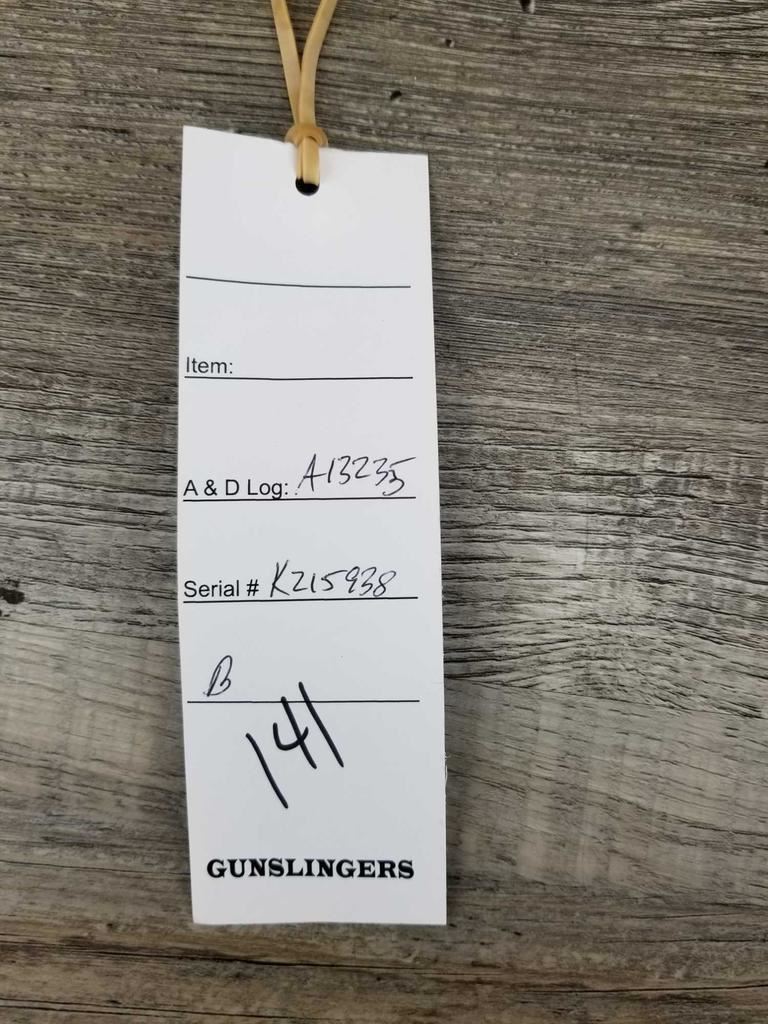 Item:
A & D Log: A13235
Serial # K215938
B
141
GUNSLINGERS